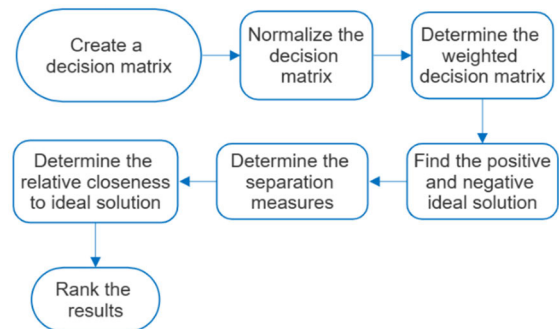 Create a
decision matrix
Normalize the
decision
matrix
Determine the
weighted
decision matrix
Find the positive
and negative
ideal solution
Determine the
separation
measures
Determine the
relative closeness
to ideal solution
Rank the
results